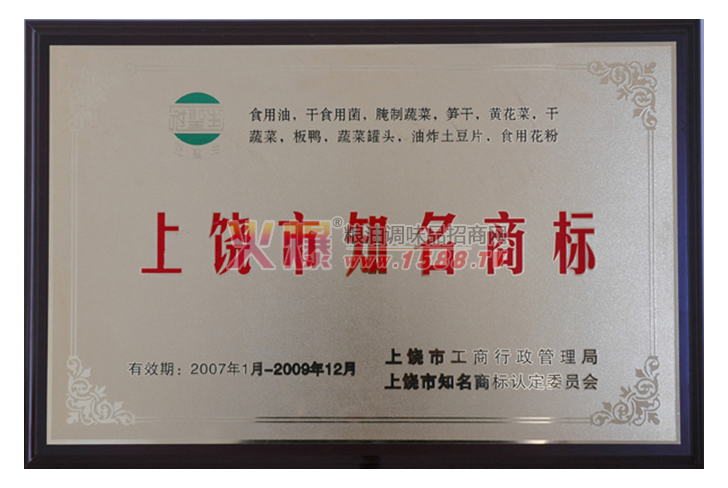 食用油，干食用菌，腌制蔬菜，笋干，黄花菜，干
蔬菜，板鸭，蔬菜罐头，油炸土豆片，食用花粉
上饶市知名商标
火爆®粮油调味品招商网
www.1588.TV
有效期：2007年1月-2009年12月
上饶市工商行政管理局
上饶市知名商标认定委员会